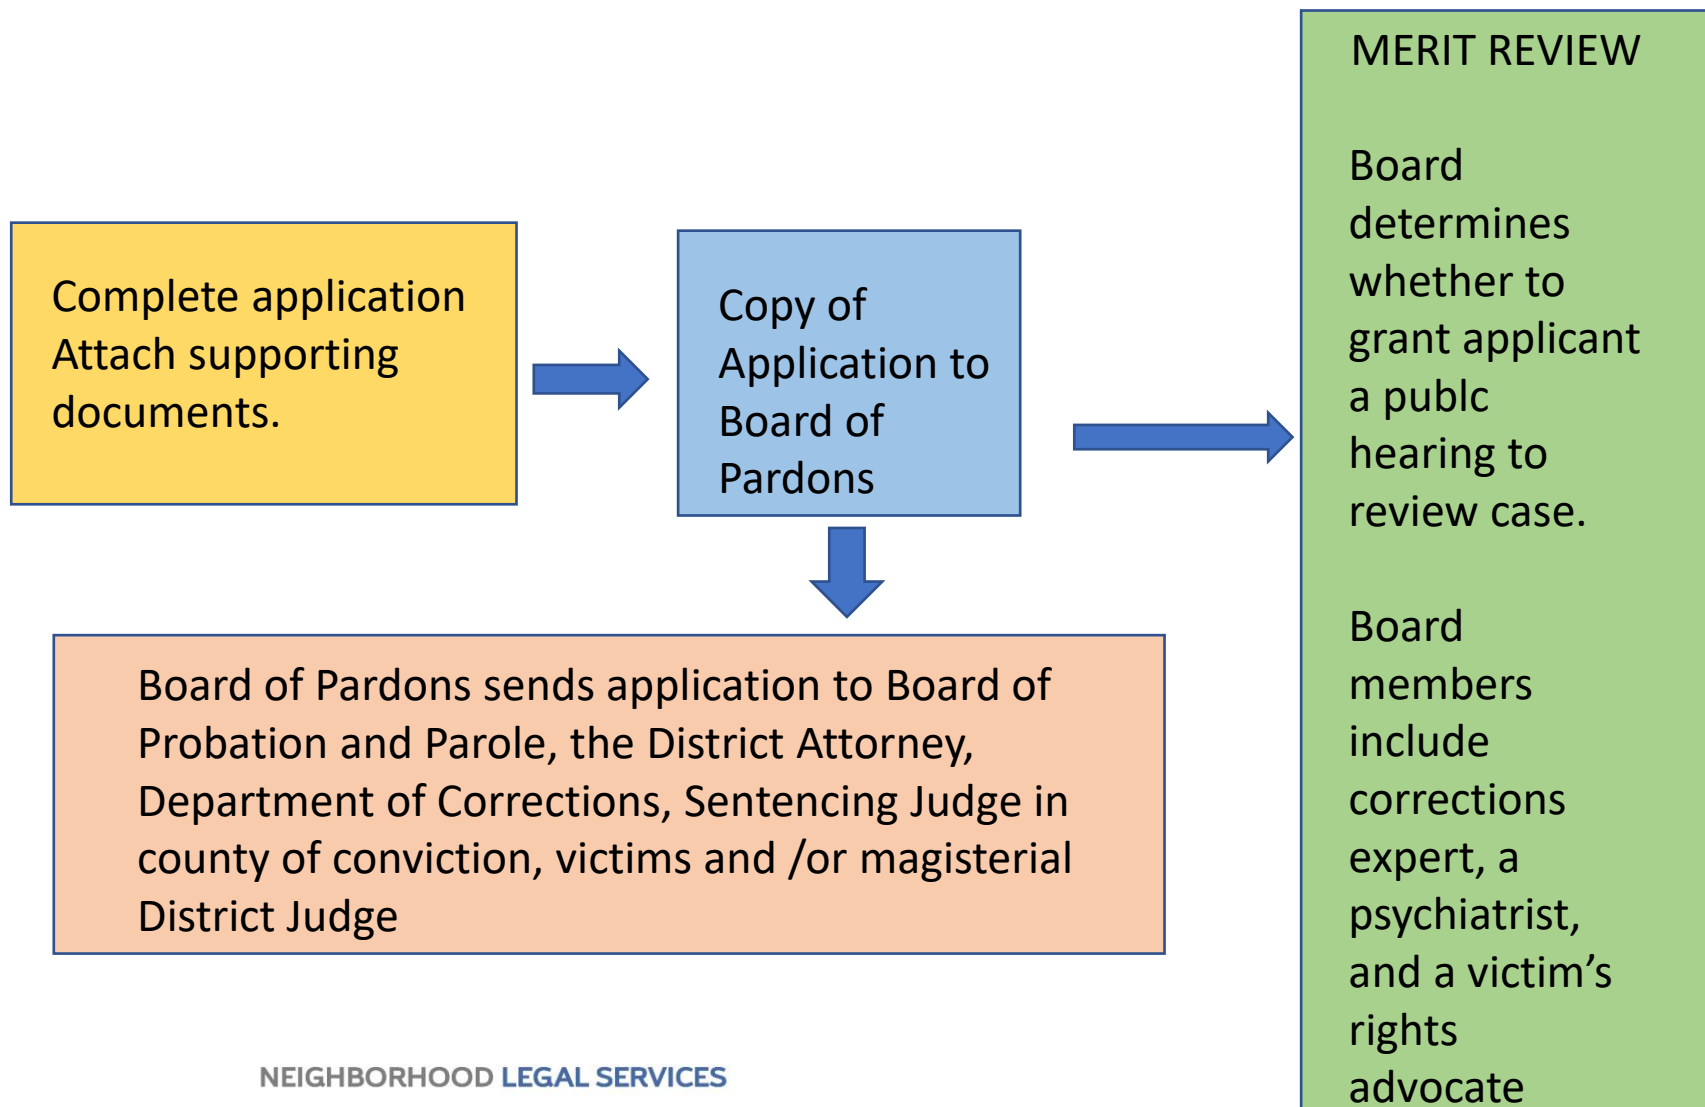 Complete application
Attach supporting
documents.
Copy of
Application to
Board of
Pardons
MERIT REVIEW
Board
determines
whether to
grant applicant
a publc
hearing to
review case.
Board
members
include
corrections
expert, a
psychiatrist,
and a victim’s
rights
advocate
Board of Pardons sends application to Board of
Probation and Parole, the District Attorney,
Department of Corrections, Sentencing Judge in
county of conviction, victims and /or magisterial
District Judge
NEIGHBORHOOD LEGAL SERVICES